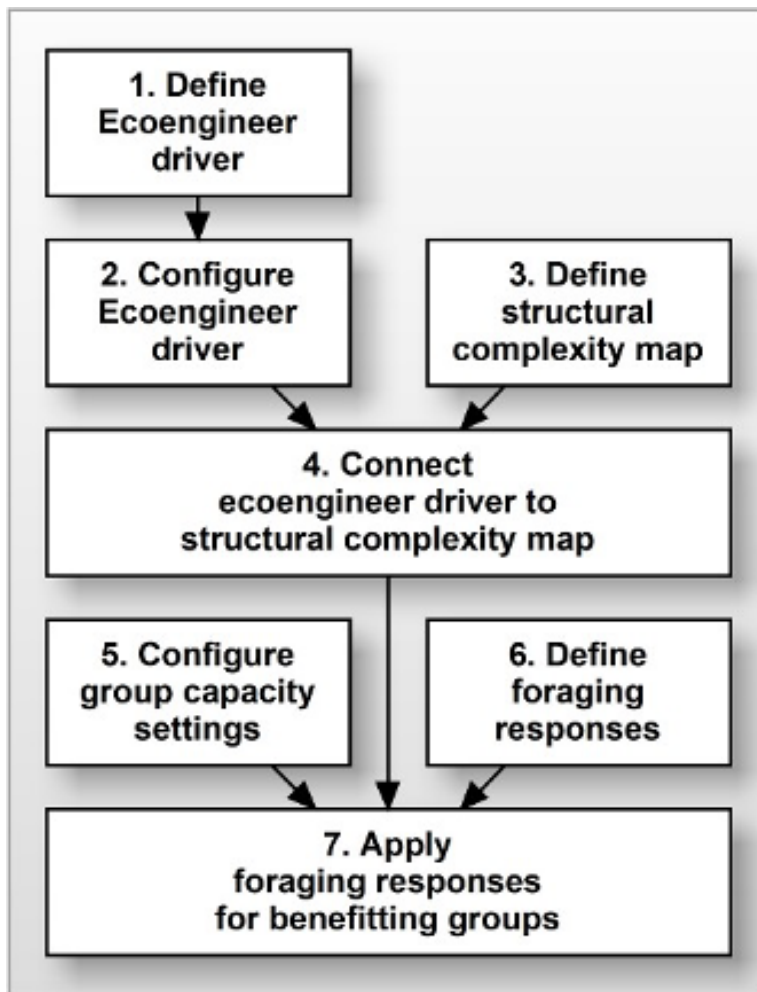 1. Define
Ecoengineer
driver
2. Configure
Ecoengineer
driver
3. Define
structural
complexity map
4. Connect
ecoengineer driver to
structural complexity map
5. Configure
group capacity
settings
6. Define
foraging
responses
7. Apply
foraging responses
for benefitting groups